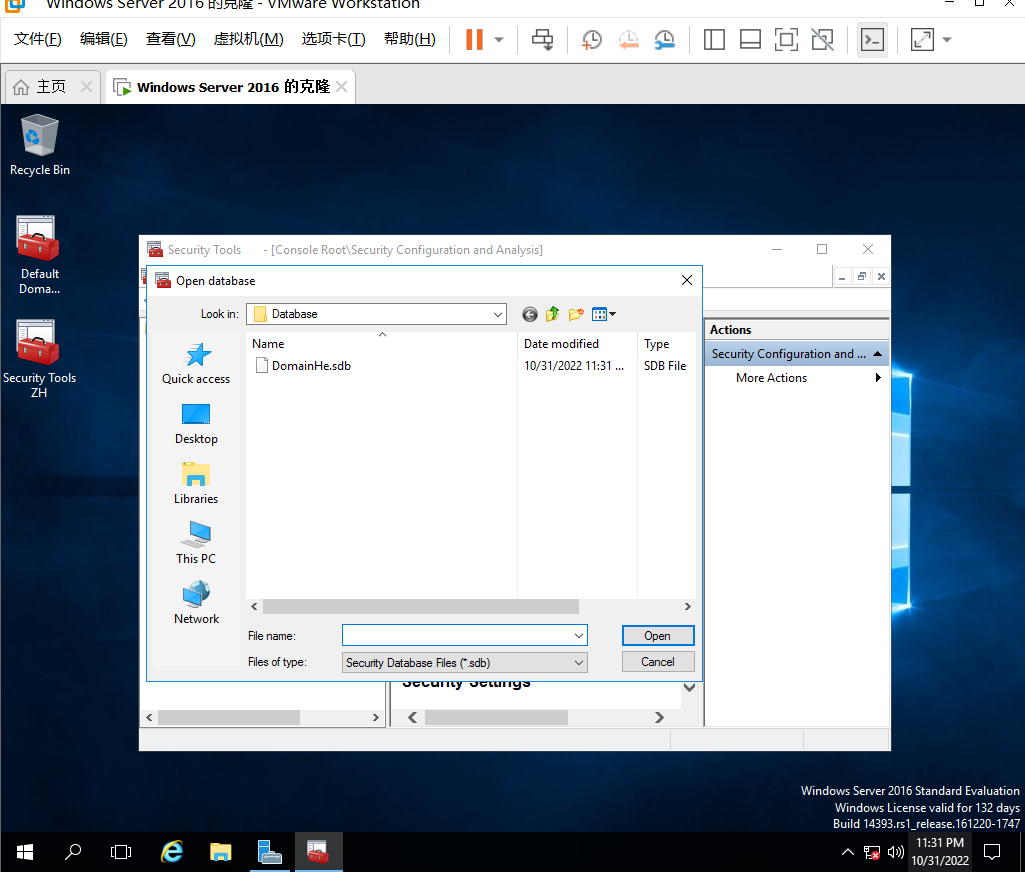 Windows Server 2016 的克隆 - VMware Workstation
文件(F) 编辑(E) 查看(V) 虚拟机(M) 选项卡(T) 帮助(H)
主页 Windows Server 2016 的克隆
Recycle Bin
Default
Doma...
Security Tools
ZH
Security Tools - [Console Root\Security Configuration and Analysis]
Open database
Look in: Database
Name Date modified Type
DomainHe.sdb 10/31/2022 11:31 ... SDB File
Quick access
Desktop
Libraries
This PC
Network
File name: Open
Files of type: Security Database Files (*.sdb) Cancel
Actions
Security Configuration and ...
More Actions
Security Settings
Windows Server 2016 Standard Evaluation
Windows License valid for 132 days
Build 14393.rs1_release.161220-1747
11:31 PM
10/31/2022